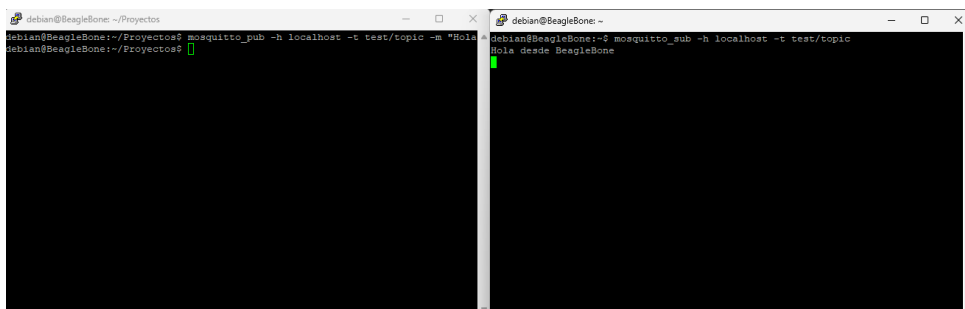 debian@BeagleBone: ~/Proyectos
debian@BeagleBone:~/Proyectos$ mosquitto_pub -h localhost -t test/topic -m "Hola
debian@BeagleBone:~/Proyectos$
debian@BeagleBone: ~
debian@BeagleBone:~$ mosquitto_sub -h localhost -t test/topic
Hola desde BeagleBone